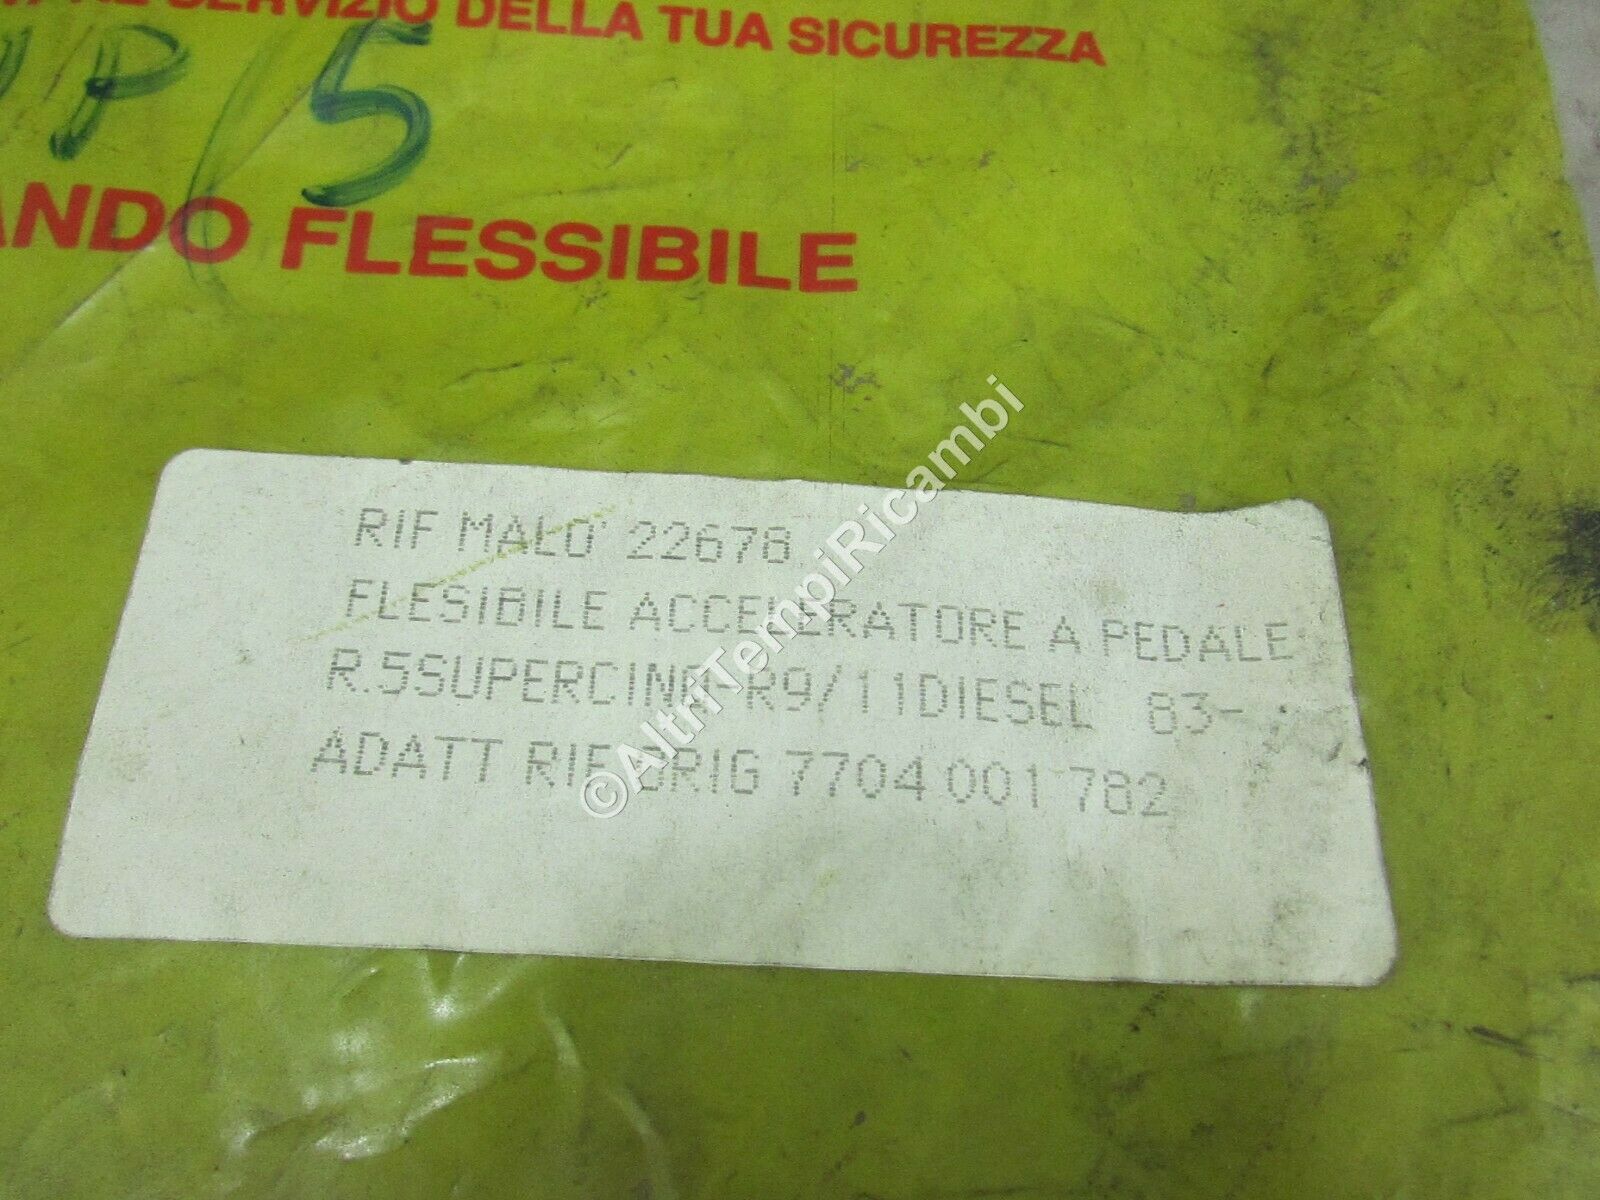 SERVIZIO DELLA TUA SICUREZZA
5
ANDO FLESSIBILE
RIF MALO' 22678
FLESIBILE ACCELERATORE A PEDALE
R.5SUPERCINQ-R9/11DIESEL 83-
ADATT RIF ORIG 7704 001 782
©AltriTempiRicambi